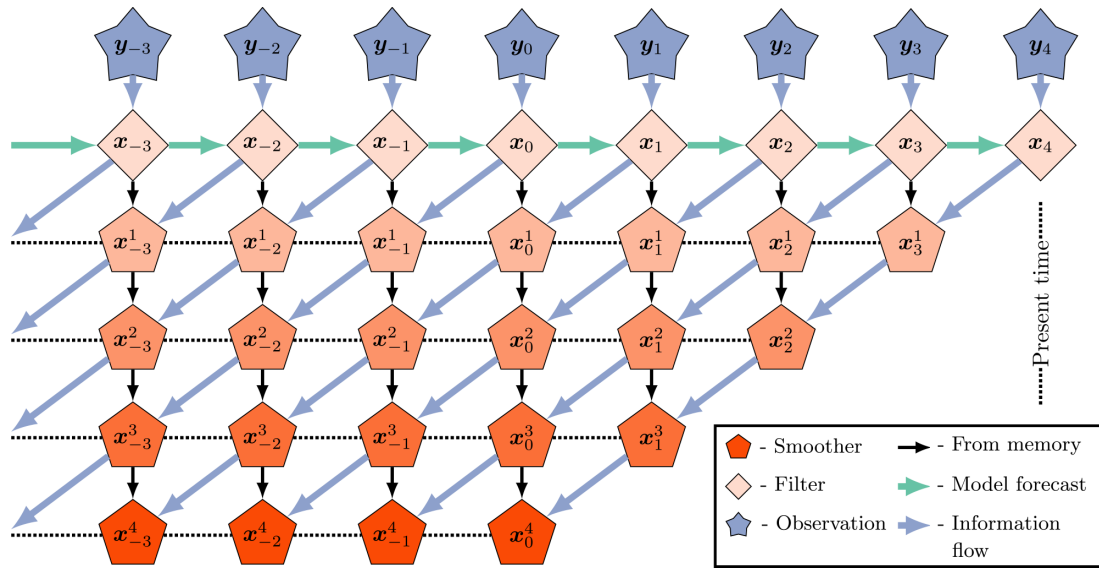 y₋₃ y₋₂ y₋₁ y₀ y₁ y₂ y₃ y₄
x₋₃ x₋₂ x₋₁ x₀ x₁ x₂ x₃ x₄
x¹₋₃ x¹₋₂ x¹₋₁ x¹₀ x¹₁ x¹₂ x¹₃
x²₋₃ x²₋₂ x²₋₁ x²₀ x²₁ x²₂
x³₋₃ x³₋₂ x³₋₁ x³₀ x³₁
x⁴₋₃ x⁴₋₂ x⁴₋₁ x⁴₀
Present time
- Smoother
- Filter
- Observation
- From memory
- Model forecast
- Information
flow